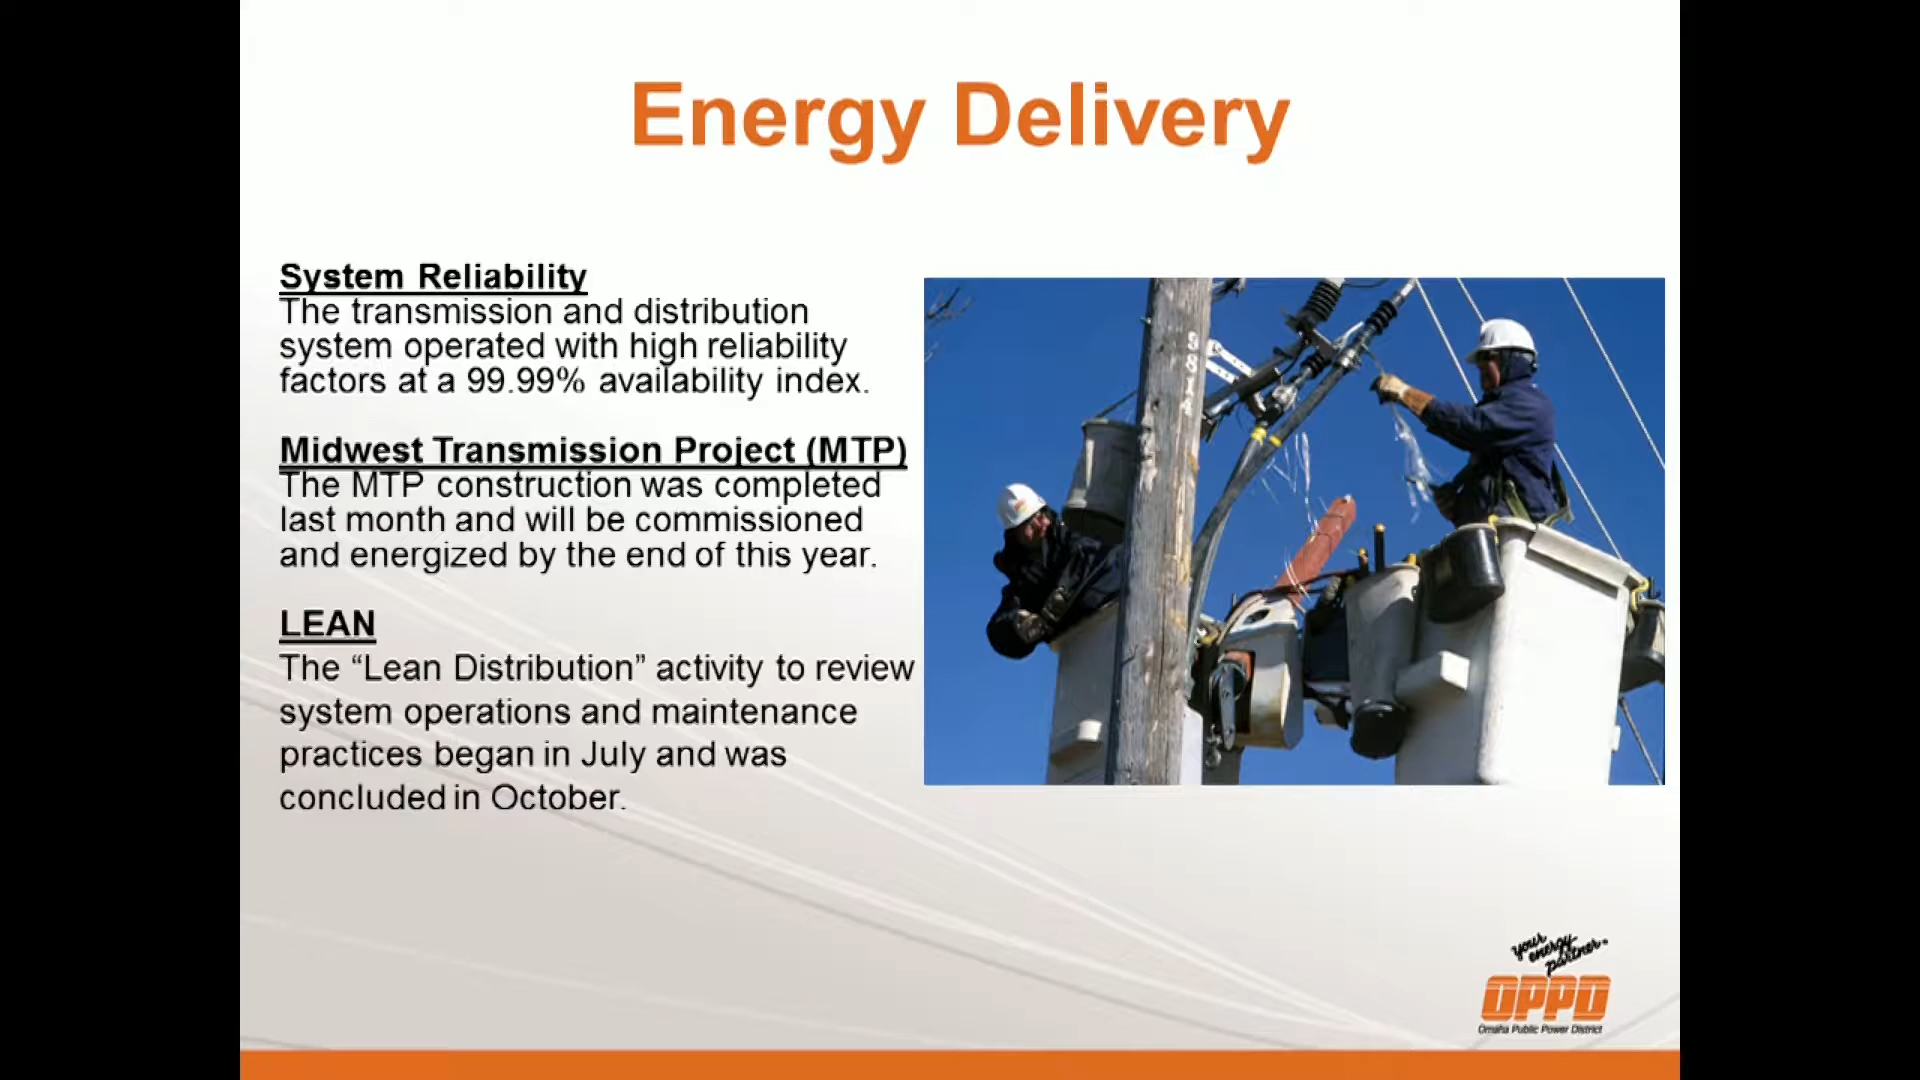 Energy Delivery
System Reliability
The transmission and distribution
system operated with high reliability
factors at a 99.99% availability index.
Midwest Transmission Project (MTP)
The MTP construction was completed
last month and will be commissioned
and energized by the end of this year.
LEAN
The “Lean Distribution” activity to review
system operations and maintenance
practices began in July and was
concluded in October.
your
energy
partner
OPPD
Omaha Public Power District